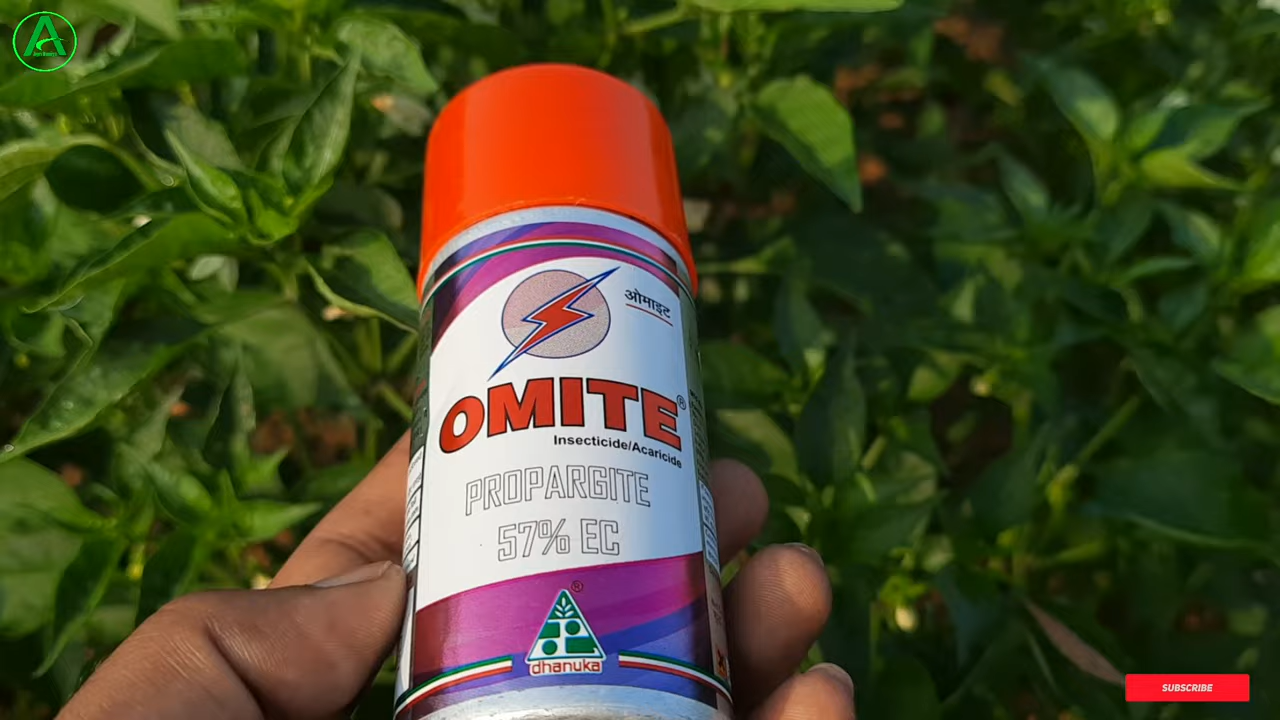 A
ओमाइट
OMITE®
Insecticide/Acaricide
PROPARGITE
57% EC
®
dhanuka
SUBSCRIBE